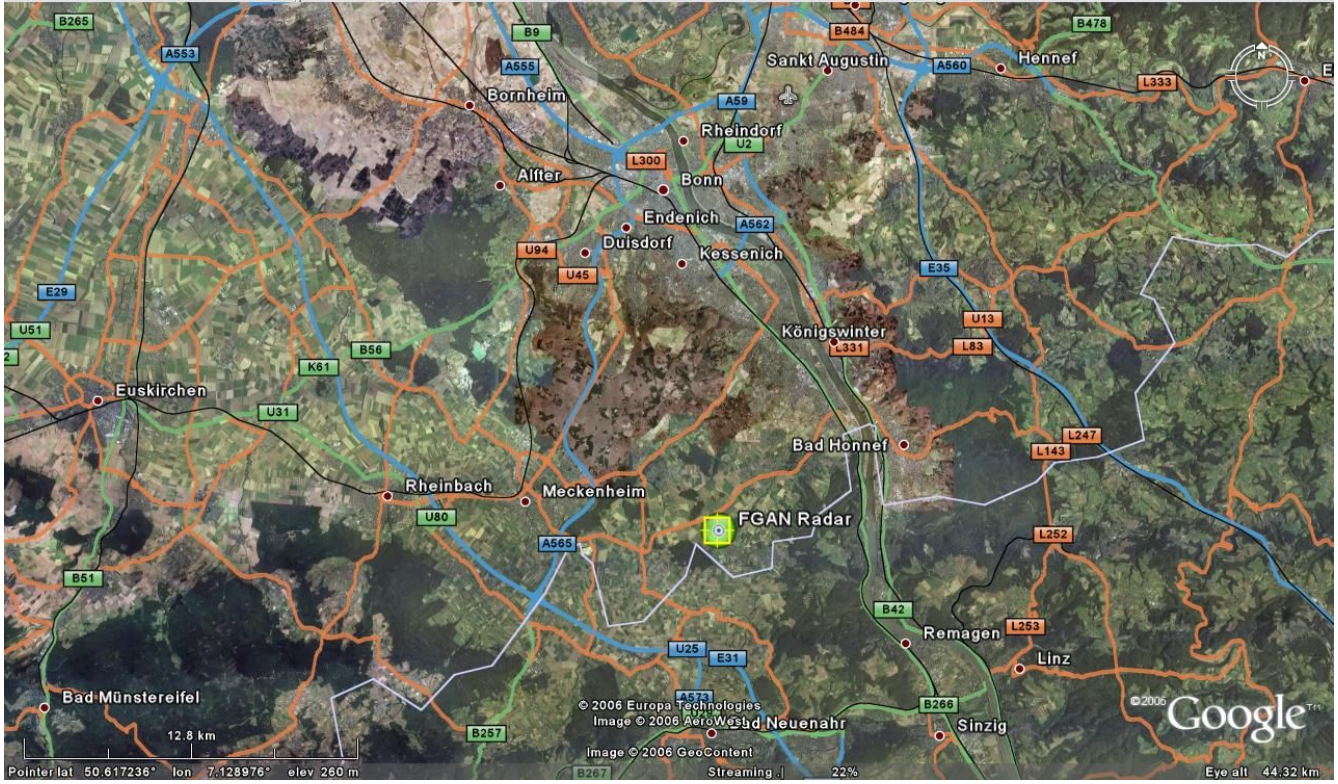 B265
B9
B484
B478
A553
A555
Sankt Augustin
A560
Hennef
L333
N
Bornheim
A59
Rheindorf
U2
L300
Alfter
Bonn
Endenich
A562
U94
Duisdorf
Kessenich
U45
E35
E29
U51
U13
Königswinter
L331
L83
B56
K61
Euskirchen
U31
L247
Bad Honnef
L143
Rheinbach
Meckenheim
U80
FGAN Radar
A565
L252
B51
B42
L253
Remagen
U25
E31
Linz
Bad Münstereifel
A573
© 2006 Europa Technologies
Image © 2006 AeroWest
Bad Neuenahr
B266
©2006 Google™
B257
Sinzig
12.8 km
Image © 2006 GeoContent
B267
Pointer lat 50.617236° lon 7.128976° elev 260 m
Streaming 22%
Eye alt 44.32 km